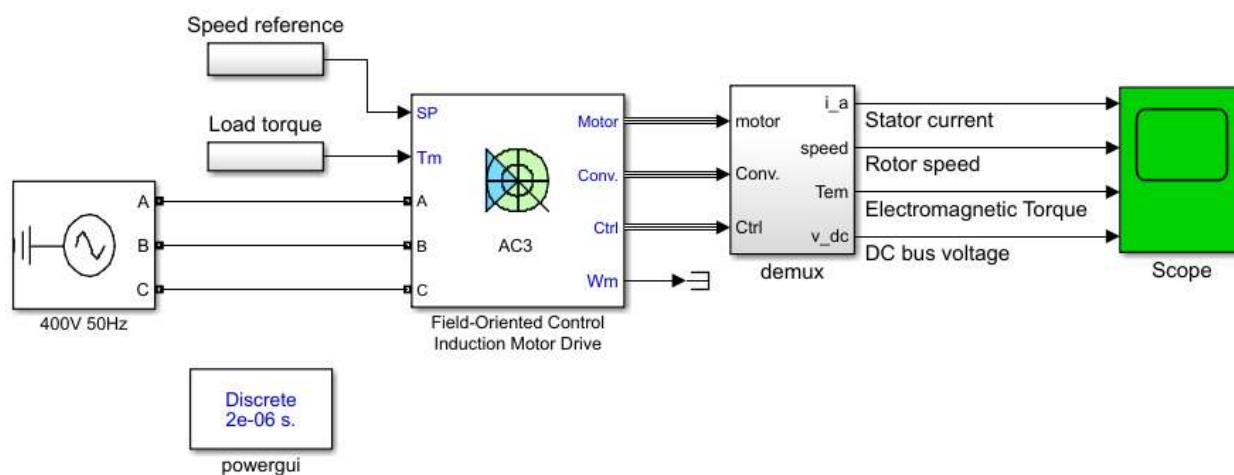 Speed reference
Load torque
SP
Tm
A
B
C
Motor
Conv.
Ctrl
Wm
AC3
Field-Oriented Control
Induction Motor Drive
A
B
C
400V 50Hz
motor
Conv.
Ctrl
i_a
speed
Tem
v_dc
demux
Stator current
Rotor speed
Electromagnetic Torque
DC bus voltage
Scope
Discrete
2e-06 s.
powergui